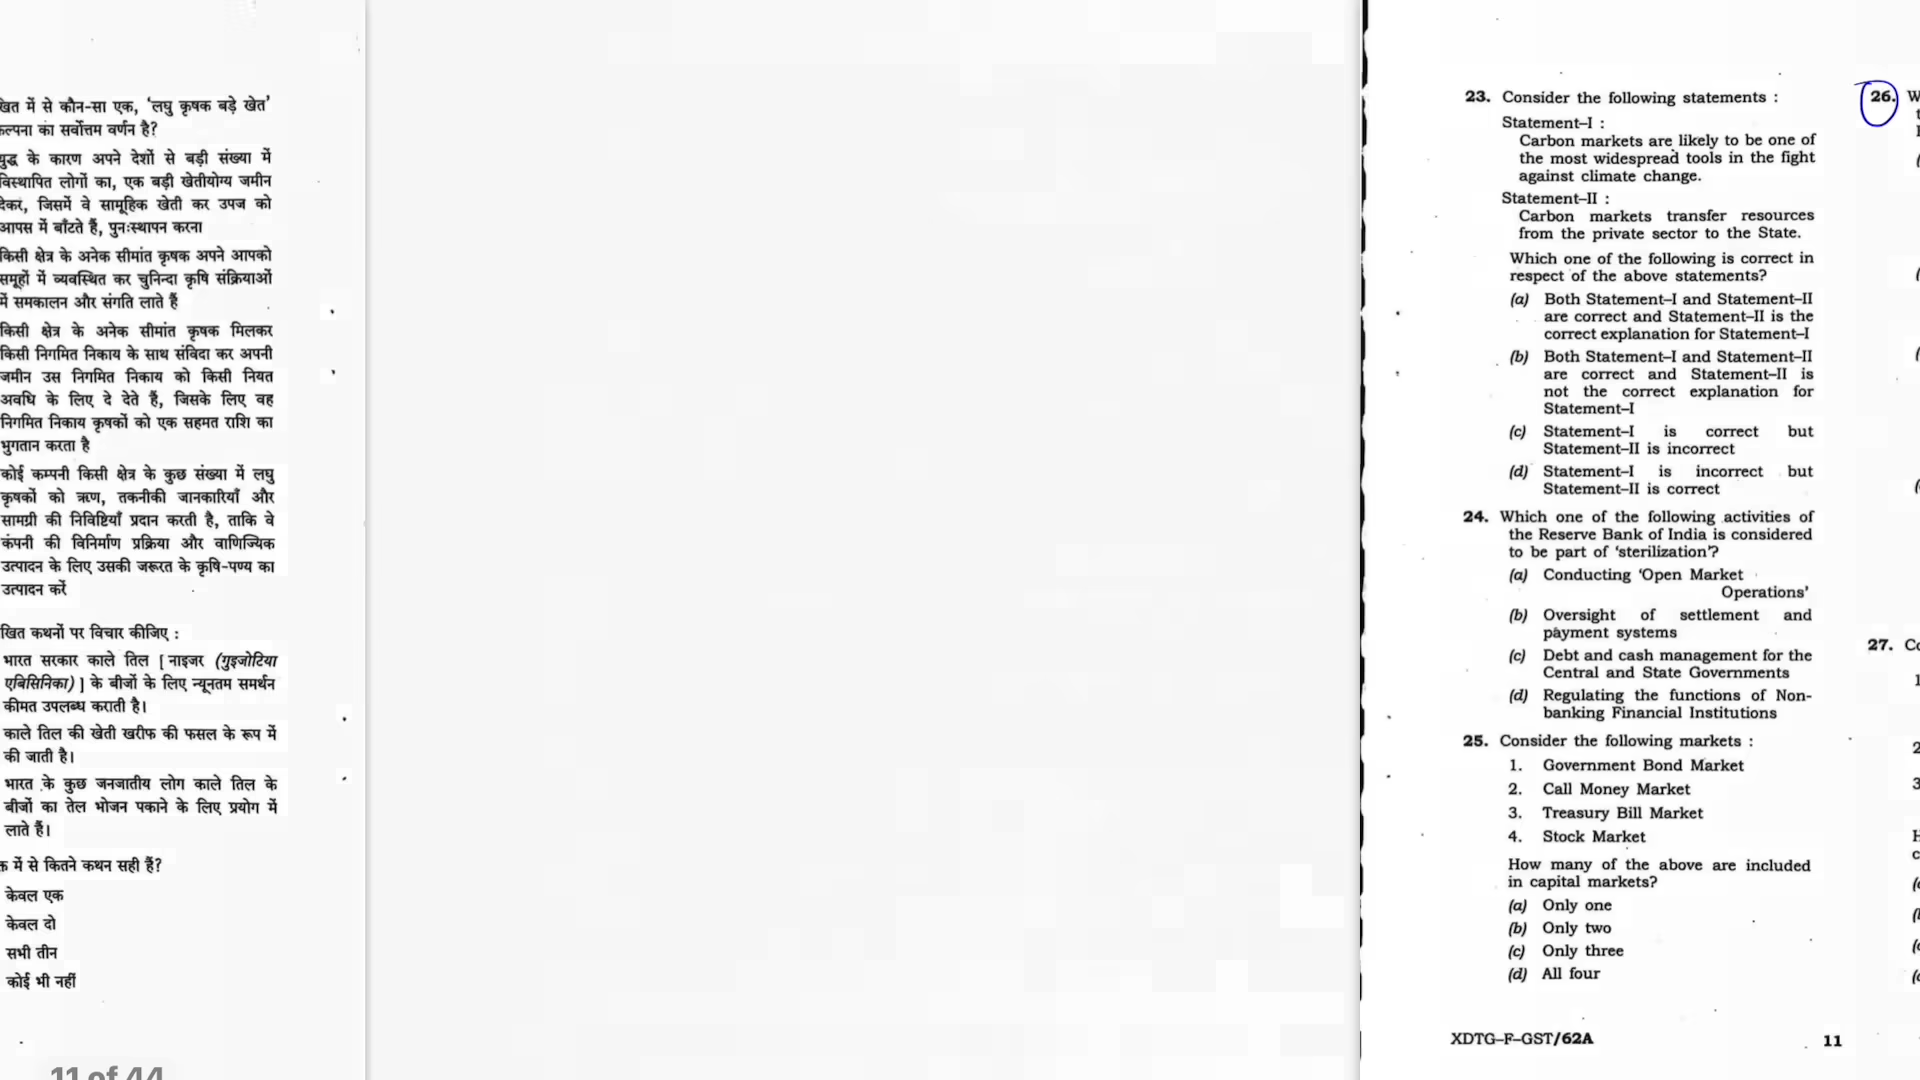 खित में से कौन-सा एक, ‘लघु कृषक बड़े खेत’
कल्पना का सर्वोत्तम वर्णन है?
युद्ध के कारण अपने देशों से बड़ी संख्या में
विस्थापित लोगों का, एक बड़ी खेतीयोग्य जमीन
देकर, जिसमें वे सामूहिक खेती कर उपज को
आपस में बाँटते हैं, पुनःस्थापन करना
किसी क्षेत्र के अनेक सीमांत कृषक अपने आपको
समूहों में व्यवस्थित कर चुनिन्दा कृषि संक्रियाओं
में समकालन और संगति लाते हैं
किसी क्षेत्र के अनेक सीमांत कृषक मिलकर
किसी निगमित निकाय के साथ संविदा कर अपनी
जमीन उस निगमित निकाय को किसी नियत
अवधि के लिए दे देते हैं, जिसके लिए वह
निगमित निकाय कृषकों को एक सहमत राशि का
भुगतान करता है
कोई कम्पनी किसी क्षेत्र के कुछ संख्या में लघु
कृषकों को ऋण, तकनीकी जानकारियाँ और
सामग्री की निविष्टियाँ प्रदान करती है, ताकि वे
कंपनी की विनिर्माण प्रक्रिया और वाणिज्यिक
उत्पादन के लिए उसकी जरूरत के कृषि-पण्य का
उत्पादन करें
खित कथनों पर विचार कीजिए :
भारत सरकार काले तिल [ नाइजर (गुइजोटिया
एबिसिनिका) ] के बीजों के लिए न्यूनतम समर्थन
कीमत उपलब्ध कराती है।
काले तिल की खेती खरीफ की फसल के रूप में
की जाती है।
भारत के कुछ जनजातीय लोग काले तिल के
बीजों का तेल भोजन पकाने के लिए प्रयोग में
लाते हैं।
में से कितने कथन सही हैं?
केवल एक
केवल दो
सभी तीन
कोई भी नहीं
11 of 44
23. Consider the following statements :
Statement–I :
Carbon markets are likely to be one of
the most widespread tools in the fight
against climate change.
Statement–II :
Carbon markets transfer resources
from the private sector to the State.
Which one of the following is correct in
respect of the above statements?
(a) Both Statement–I and Statement–II
are correct and Statement–II is the
correct explanation for Statement–I
(b) Both Statement–I and Statement–II
are correct and Statement–II is
not the correct explanation for
Statement–I
(c) Statement–I is correct but
Statement–II is incorrect
(d) Statement–I is incorrect but
Statement–II is correct
24. Which one of the following activities of
the Reserve Bank of India is considered
to be part of ‘sterilization’?
(a) Conducting ‘Open Market
Operations’
(b) Oversight of settlement and
payment systems
(c) Debt and cash management for the
Central and State Governments
(d) Regulating the functions of Non-
banking Financial Institutions
25. Consider the following markets :
1. Government Bond Market
2. Call Money Market
3. Treasury Bill Market
4. Stock Market
How many of the above are included
in capital markets?
(a) Only one
(b) Only two
(c) Only three
(d) All four
XDTG–F–GST/62A
11
26.
27.
2
3